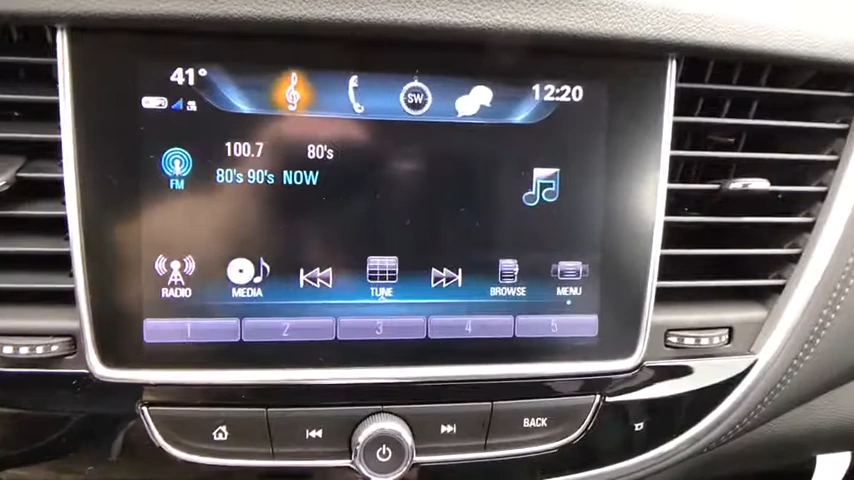 41°
SW
12:20
100.7 80's
FM 80's 90's NOW
RADIO MEDIA TUNE BROWSE MENU
1 2 3 4 5
BACK